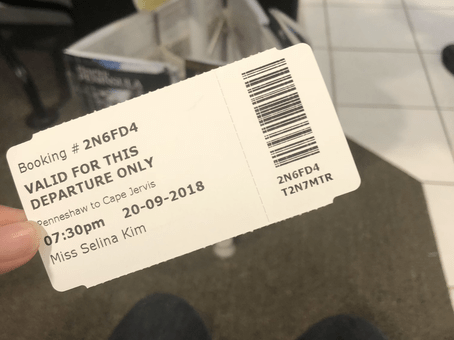 Booking # 2N6FD4
VALID FOR THIS
DEPARTURE ONLY
Penneshaw to Cape Jervis
07:30pm 20-09-2018
Miss Selina Kim
2N6FD4
T2N7MTR